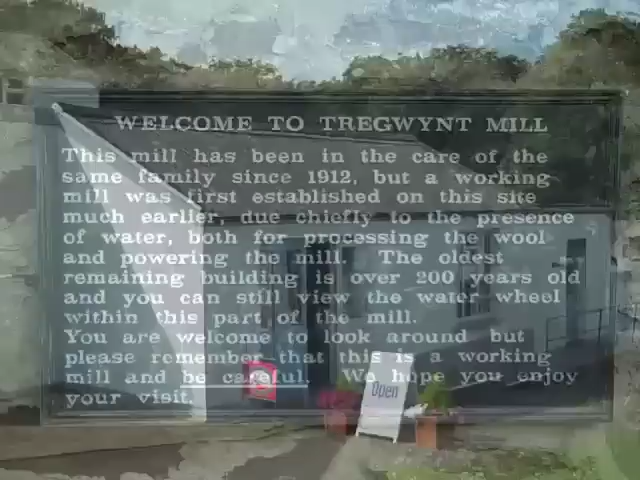 WELCOME TO TREGWYNT MILL
This mill has been in the care of the
same family since 1912, but a working
mill was first established on this site
much earlier, due chiefly to the presence
of water, both for processing the wool
and powering the mill. The oldest
remaining building is over 200 years old
and you can still view the water wheel
within this part of the mill.
You are welcome to look around but
please remember that this is a working
mill and be careful. We hope you enjoy
your visit.
Open